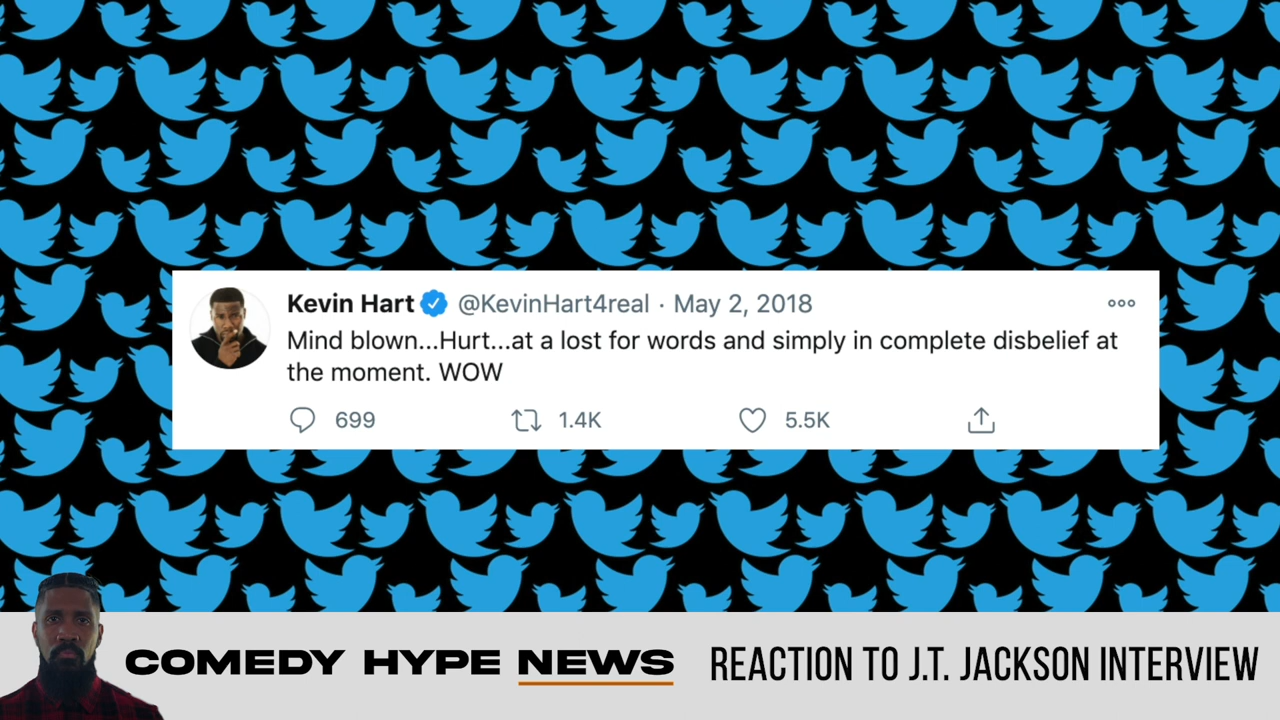 Kevin Hart @KevinHart4real · May 2, 2018
Mind blown...Hurt...at a lost for words and simply in complete disbelief at
the moment. WOW
699 1.4K 5.5K
COMEDY HYPE NEWS REACTION TO J.T. JACKSON INTERVIEW